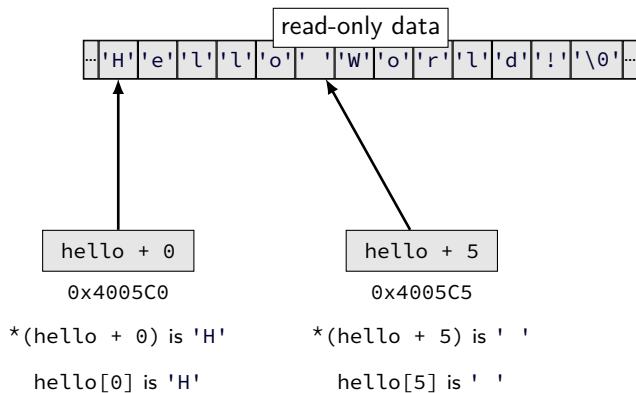 read-only data
... 'H' 'e' 'l' 'l' 'o' ' ' 'W' 'o' 'r' 'l' 'd' '!' '\0' ...
hello + 0 hello + 5
0x4005C0 0x4005C5
*(hello + 0) is 'H' *(hello + 5) is ' '
hello[0] is 'H' hello[5] is ' '